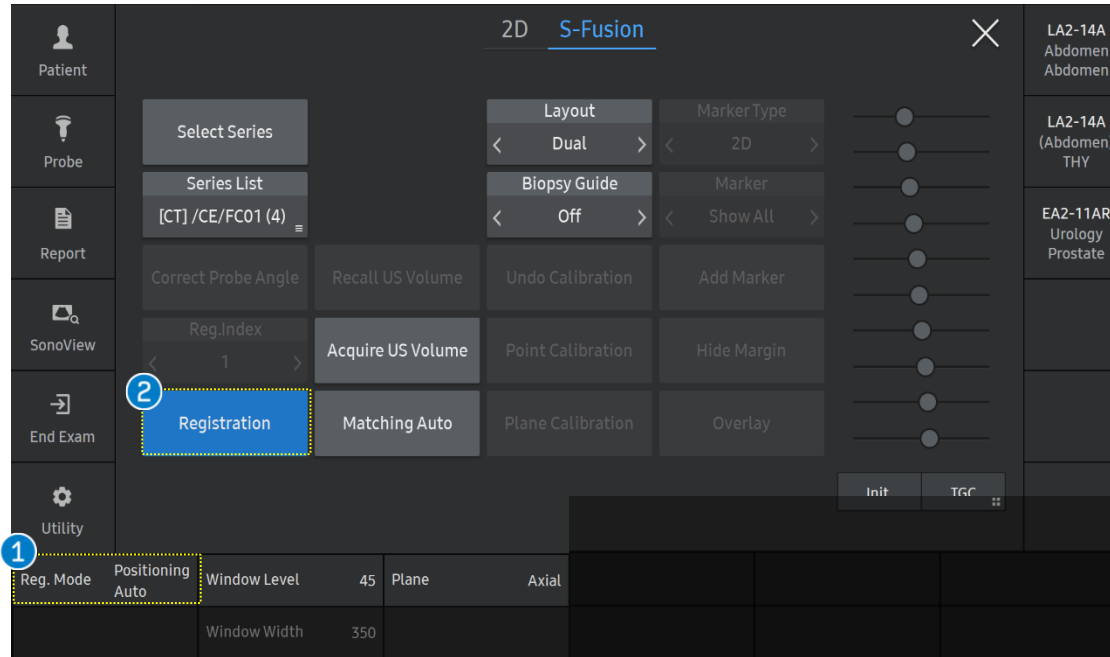 2D S-Fusion
Patient
Probe
Report
SonoView
End Exam
Utility
Select Series
Series List
[CT] /CE/FC01 (4)
Layout
Dual
Marker Type
2D
Biopsy Guide
Off
Marker
Show All
Correct Probe Angle
Recall US Volume
Undo Calibration
Add Marker
Reg.Index
1
Acquire US Volume
Point Calibration
Hide Margin
2
Registration
Matching Auto
Plane Calibration
Overlay
Init
TGC
LA2-14A
Abdomen
Abdomen
LA2-14A
(Abdomen)
THY
EA2-11AR
Urology
Prostate
1
Reg. Mode
Positioning
Auto
Window Level 45
Plane Axial
Window Width 350